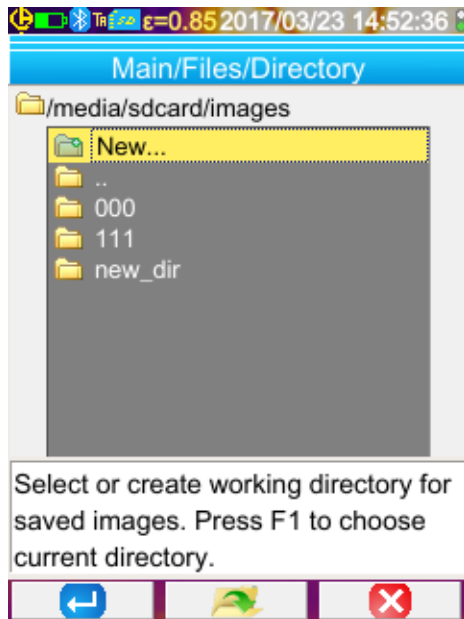 ε=0.85 2017/03/23 14:52:36
Main/Files/Directory
/media/sdcard/images
New...
..
000
111
new_dir
Select or create working directory for
saved images. Press F1 to choose
current directory.